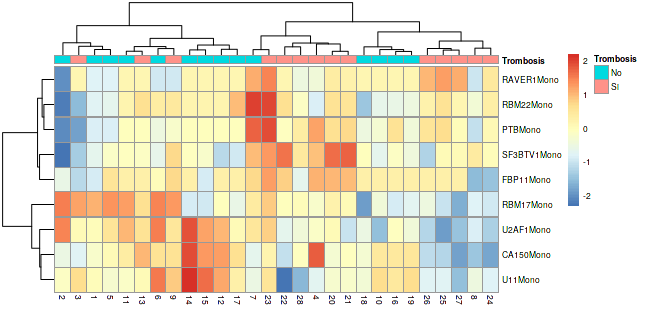 Trombosis
RAVER1Mono
RBM22Mono
PTBMono
SF3BTV1Mono
FBP11Mono
RBM17Mono
U2AF1Mono
CA150Mono
U11Mono
2 3 1 5 11 13 6 9 14 15 12 17 7 23 22 28 4 20 21 18 10 16 19 26 25 27 8 24
2
1
0
-1
-2
Trombosis
No
SI